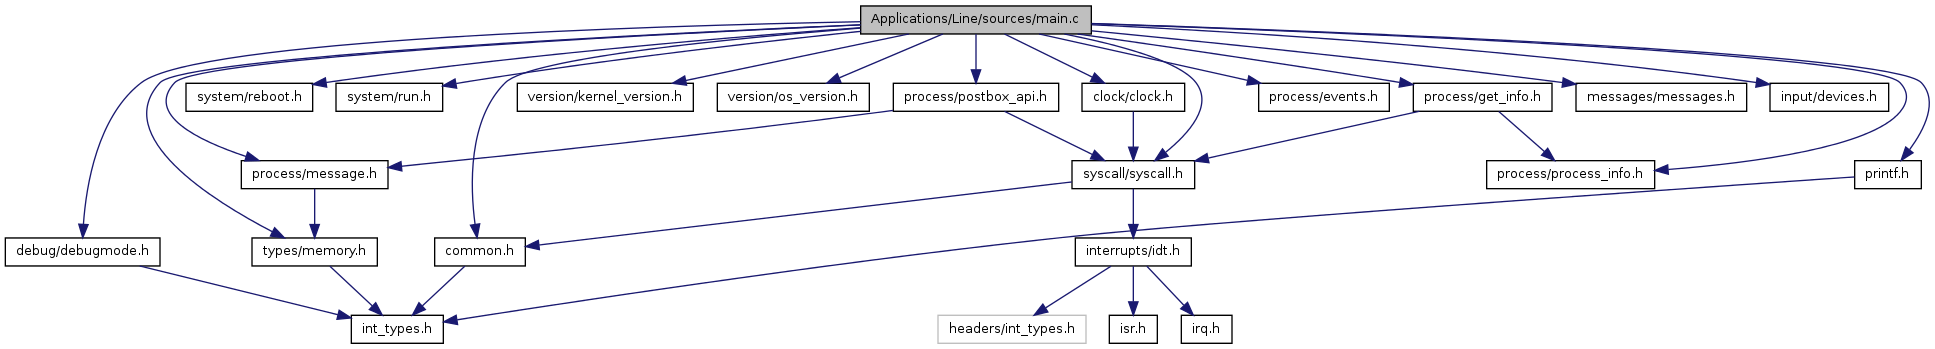 Applications/Line/sources/main.c
system/reboot.h
system/run.h
version/kernel_version.h
version/os_version.h
process/postbox_api.h
clock/clock.h
process/events.h
process/get_info.h
messages/messages.h
input/devices.h
process/message.h
syscall/syscall.h
process/process_info.h
printf.h
debug/debugmode.h
types/memory.h
common.h
interrupts/idt.h
int_types.h
headers/int_types.h
isr.h
irq.h